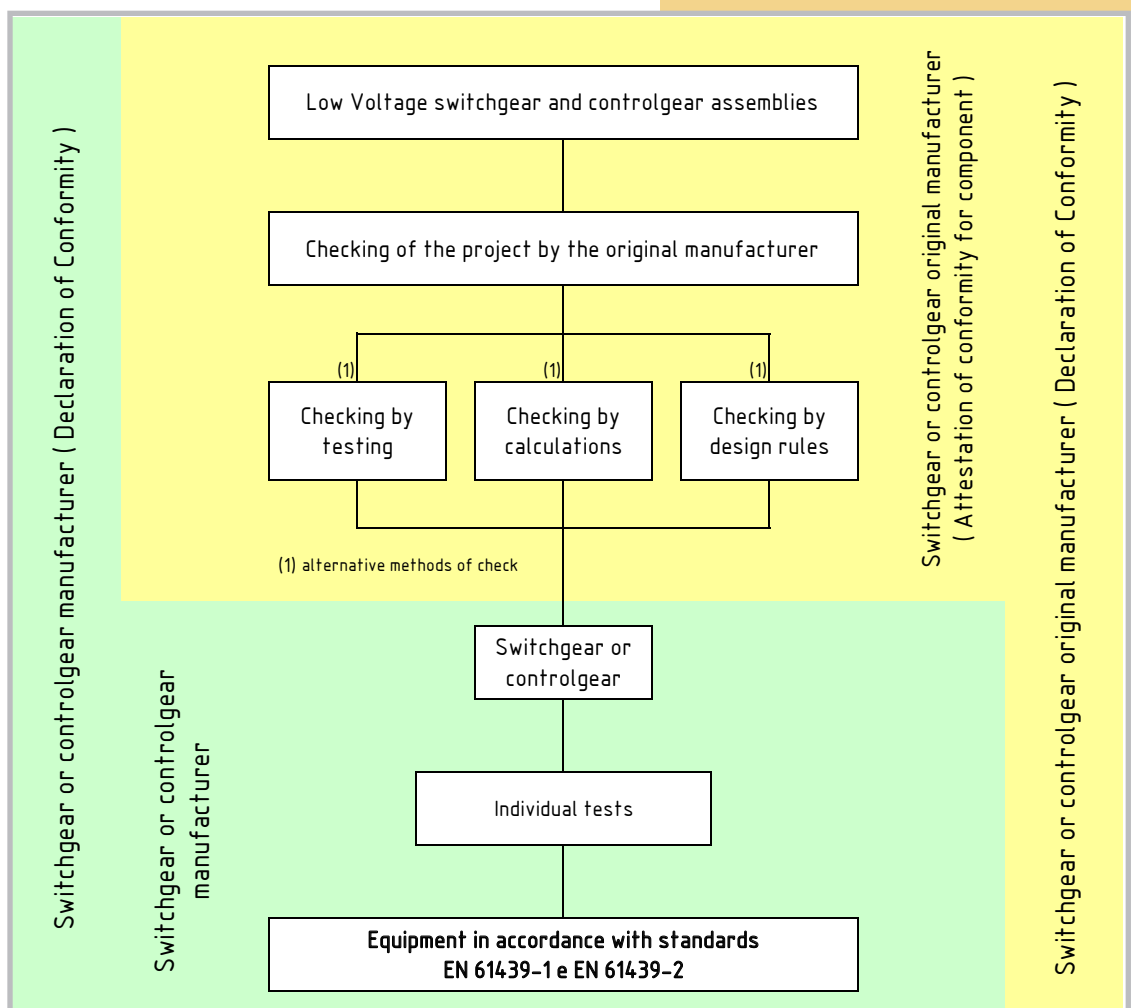 Low Voltage switchgear and controlgear assemblies
Checking of the project by the original manufacturer
(1)
(1)
(1)
Checking by
testing
Checking by
calculations
Checking by
design rules
(1) alternative methods of check
Switchgear or
controlgear
Individual tests
Equipment in accordance with standards
EN 61439-1 e EN 61439-2
Switchgear or controlgear manufacturer ( Declaration of Conformity )
Switchgear or controlgear
manufacturer
Switchgear or controlgear original manufacturer
( Attestation of conformity for component )
Switchgear or controlgear original manufacturer ( Declaration of Conformity )